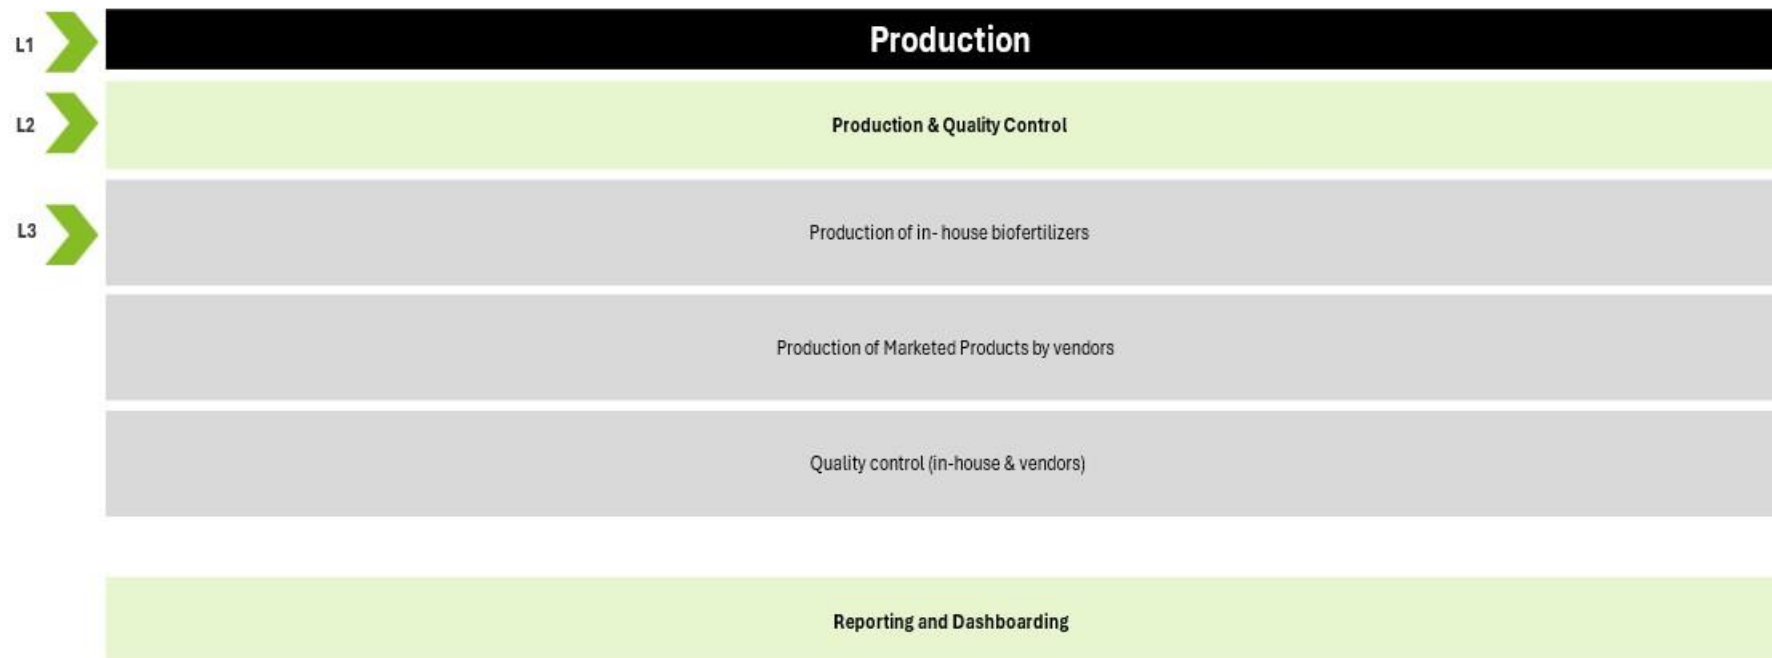 L1
Production
L2
Production & Quality Control
L3
Production of in- house biofertilizers
Production of Marketed Products by vendors
Quality control (in-house & vendors)
Reporting and Dashboarding